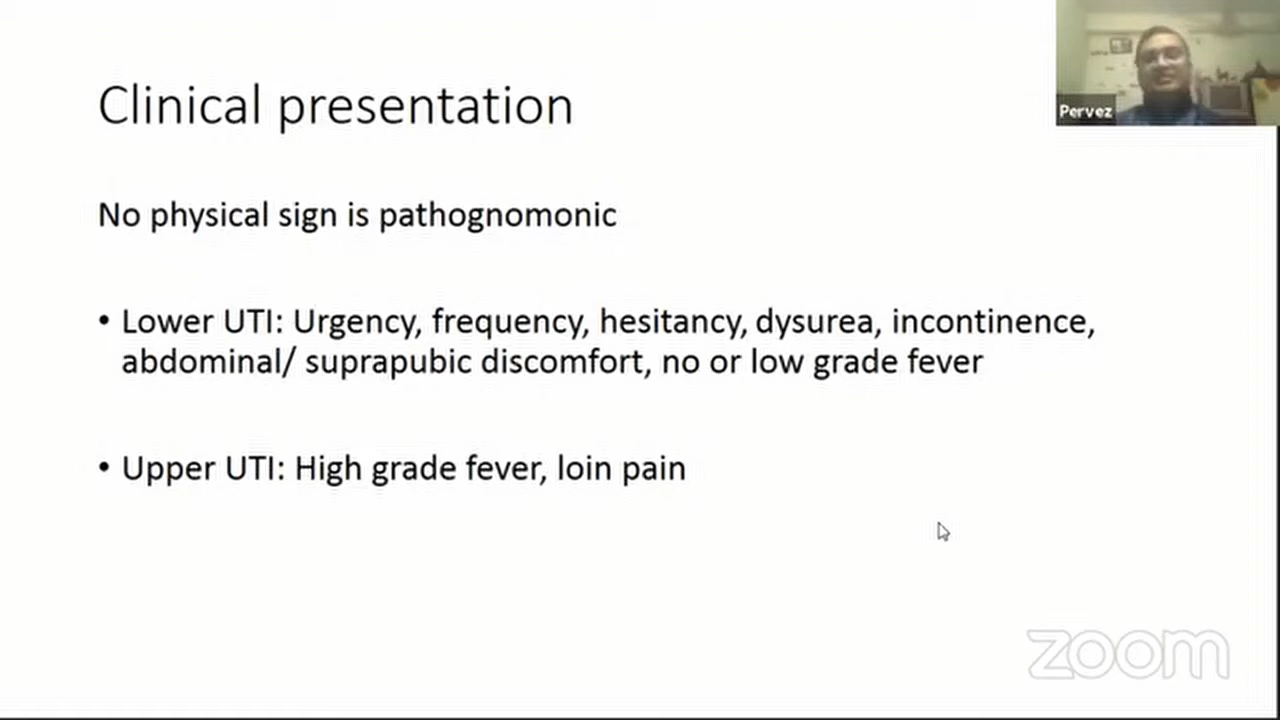 Clinical presentation
Pervez
No physical sign is pathognomonic
• Lower UTI: Urgency, frequency, hesitancy, dysurea, incontinence,
abdominal/ suprapubic discomfort, no or low grade fever
• Upper UTI: High grade fever, loin pain
zoom